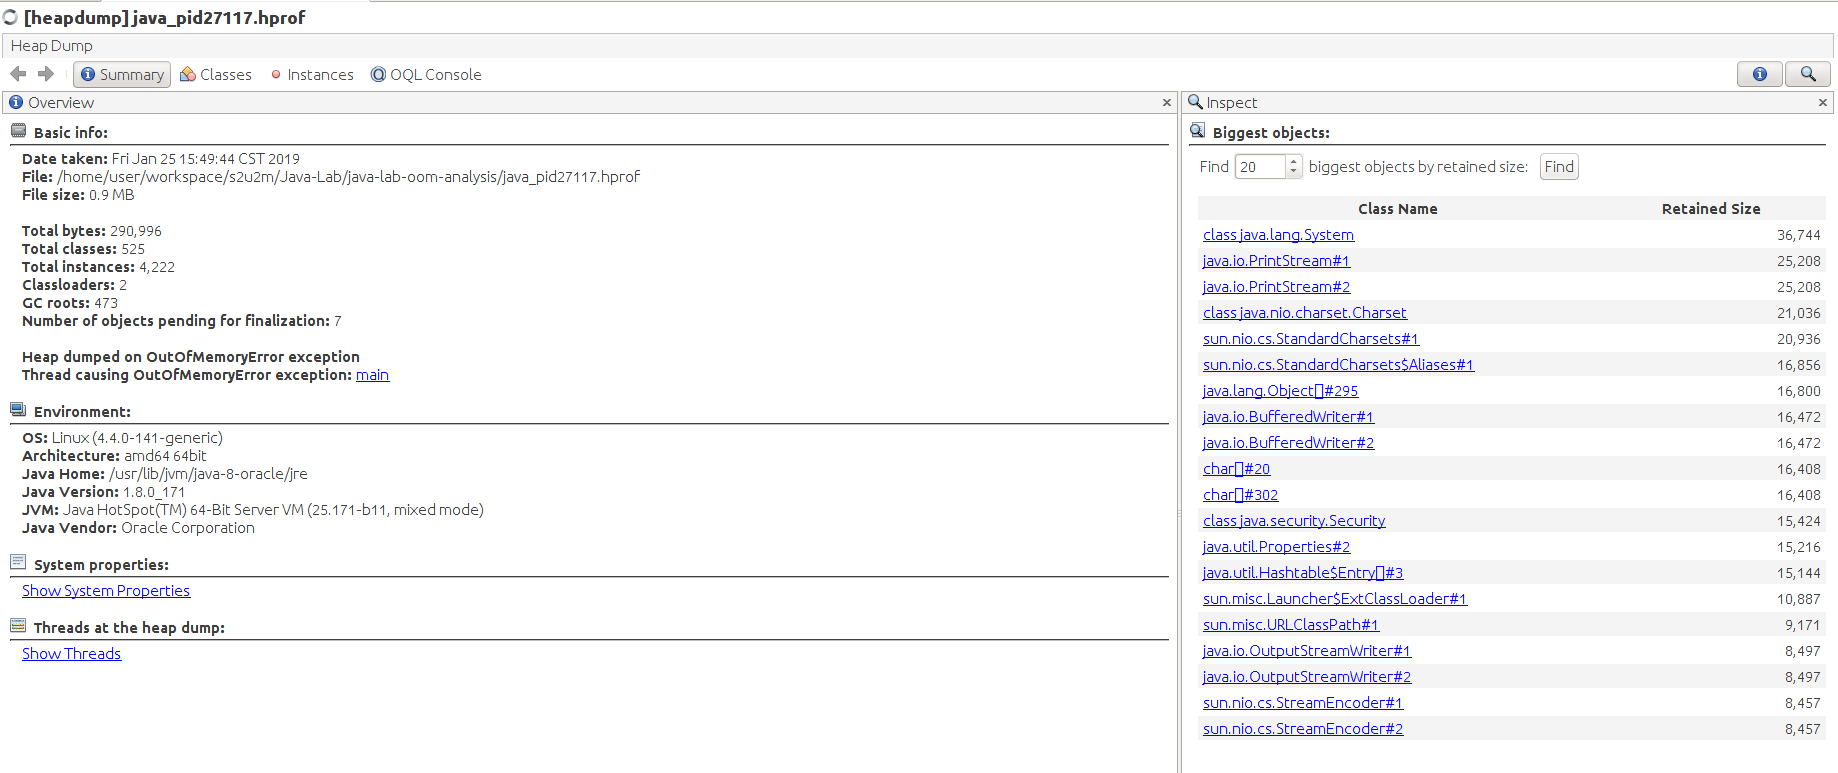 [heapdump] java_pid27117.hprof
Heap Dump
Summary Classes Instances OQL Console
Overview
Basic info:
Date taken: Fri Jan 25 15:49:44 CST 2019
File: /home/user/workspace/s2u2m/Java-Lab/java-lab-oom-analysis/java_pid27117.hprof
File size: 0.9 MB
Total bytes: 290,996
Total classes: 525
Total instances: 4,222
Classloaders: 2
GC roots: 473
Number of objects pending for finalization: 7
Heap dumped on OutOfMemoryError exception
Thread causing OutOfMemoryError exception: main
Environment:
OS: Linux (4.4.0-141-generic)
Architecture: amd64 64bit
Java Home: /usr/lib/jvm/java-8-oracle/jre
Java Version: 1.8.0_171
JVM: Java HotSpot(TM) 64-Bit Server VM (25.171-b11, mixed mode)
Java Vendor: Oracle Corporation
System properties:
Show System Properties
Threads at the heap dump:
Show Threads
Inspect
Biggest objects:
Find 20 biggest objects by retained size: Find
Class Name Retained Size
class java.lang.System 36,744
java.io.PrintStream#1 25,208
java.io.PrintStream#2 25,208
class java.nio.charset.Charset 21,036
sun.nio.cs.StandardCharsets#1 20,936
sun.nio.cs.StandardCharsets$Aliases#1 16,856
java.lang.Object[]#295 16,800
java.io.BufferedWriter#1 16,472
java.io.BufferedWriter#2 16,472
char[]#20 16,408
char[]#302 16,408
class java.security.Security 15,424
java.util.Properties#2 15,216
java.util.Hashtable$Entry[]#3 15,144
sun.misc.Launcher$ExtClassLoader#1 10,887
sun.misc.URLClassPath#1 9,171
java.io.OutputStreamWriter#1 8,497
java.io.OutputStreamWriter#2 8,497
sun.nio.cs.StreamEncoder#1 8,457
sun.nio.cs.StreamEncoder#2 8,457